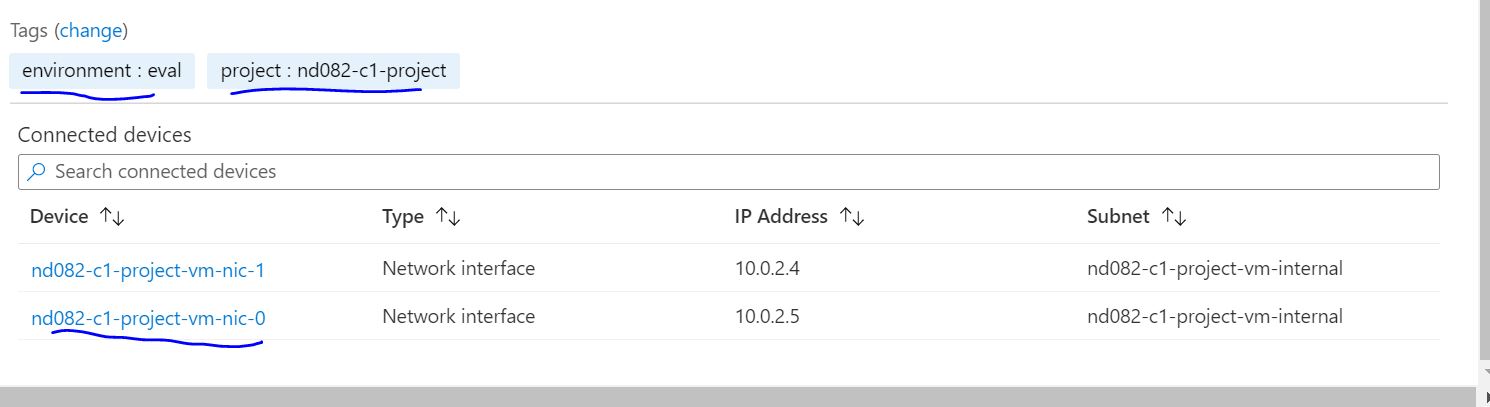 Tags (change)
environment : eval project : nd082-c1-project
Connected devices
Search connected devices
Device Type IP Address Subnet
nd082-c1-project-vm-nic-1 Network interface 10.0.2.4 nd082-c1-project-vm-internal
nd082-c1-project-vm-nic-0 Network interface 10.0.2.5 nd082-c1-project-vm-internal